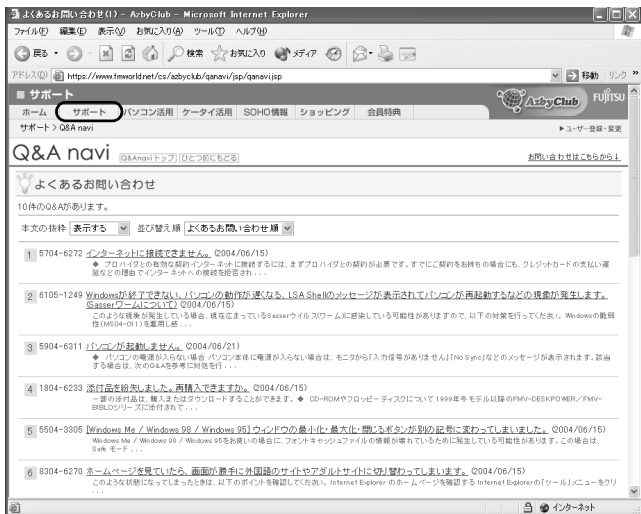 よくあるお問い合わせ(1) - AzbyClub - Microsoft Internet Explorer
ファイル(F) 編集(E) 表示(V) お気に入り(A) ツール(T) ヘルプ(H)
戻る 検索 お気に入り メディア
アドレス(D) https://www.fmworld.net/cs/azbyclub/qanavi/jsp/qanavi.jsp 移動 リンク
サポート AzbyClub FUJITSU
ホーム サポート パソコン活用 ケータイ活用 SOHO情報 ショッピング 会員特典
サポート > Q&A navi ▶ユーザー登録・変更
Q&A navi Q&Anaviトップ ひとつ前にもどる お問い合わせはこちらから↓
よくあるお問い合わせ
10件のQ&Aがあります。
本文の抜粋 表示する 並び替え順 よくあるお問い合わせ順
1 5704-6272 インターネットに接続できません。 (2004/06/15)
◆ プロバイダとの有効な契約インターネットに接続するには、まずプロバイダとの契約が必要です。すでにご契約をお持ちの場合にも、クレジットカードの支払い遅
延などの理由でインターネットへの接続を拒否され...
2 6105-1249 Windowsが終了できない、パソコンの動作が遅くなる、LSA Shellのメッセージが表示されてパソコンが再起動するなどの現象が発生します。
(Sasserワームについて) (2004/06/15)
このような現象が発生している場合、現在広まっているSasserウイルス(ワーム)に感染している可能性がありますので、以下の対策を行ってください。Windowsの脆弱
性(MS04-011)を悪用し感...
3 5904-6311 パソコンが起動しません。 (2004/06/21)
◆ パソコンの電源が入らない場合 パソコン本体に電源が入らない場合は、モニタから「入力信号がありません」「No Sync」などのメッセージが表示されます。該当
する場合は、次のQ&Aを参考に対処を行...
4 1804-6233 添付品を紛失しました。再購入できますか。 (2004/06/15)
一部の添付品は、購入またはダウンロードすることができます。 ◆ CD-ROMやフロッピーディスクについて1999年冬モデル以降のFMV-DESKPOWER/FMV-
BIBLOシリーズに添付されて...
5 5504-3305 [Windows Me / Windows 98 / Windows 95] ウィンドウの最小化・最大化・閉じるボタンが別の記号に変わってしまいました。 (2004/06/15)
Windows Me / Windows 98 / Windows 95をお使いの場合に、フォントキャッシュファイルの情報が壊れているために発生している可能性があります。この場合は、
Safe モード...
6 8304-6270 ホームページを見ていたら、画面が勝手に外国語のサイトやアダルトサイトに切り替わってしまいます。 (2004/06/15)
このような状態になってしまったときは、以下のポイントを確認してください。Internet Explorer のホームページを確認する Internet Explorerの「ツール」メニューをクリ
...
インターネット